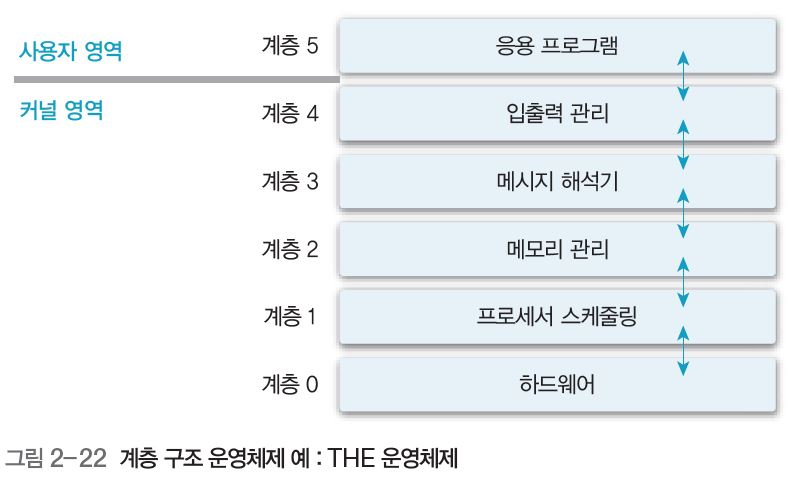 사용자 영역
커널 영역
계층 5 응용 프로그램
계층 4 입출력 관리
계층 3 메시지 해석기
계층 2 메모리 관리
계층 1 프로세서 스케줄링
계층 0 하드웨어
그림 2-22 계층 구조 운영체제 예 : THE 운영체제